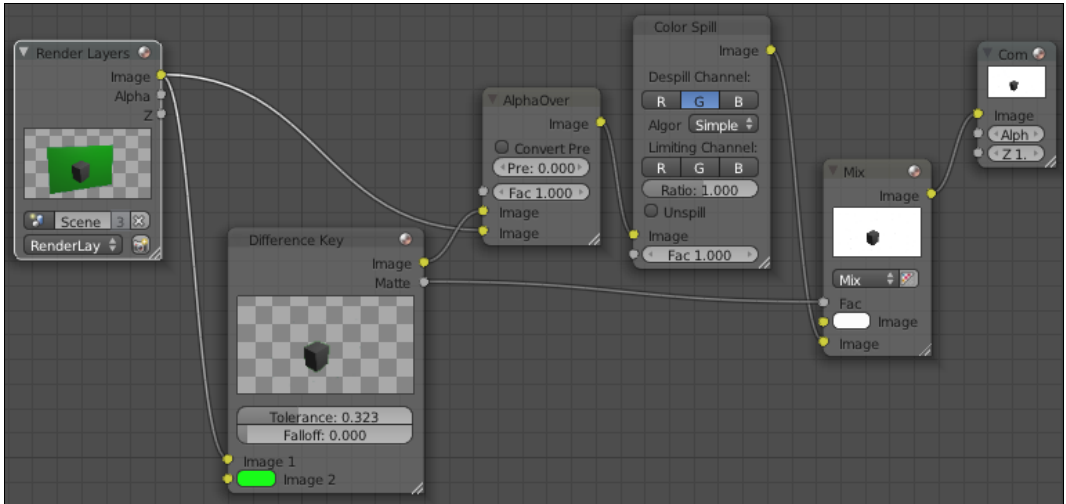 Render Layers
Image
Alpha
Z
Scene 3
RenderLay
Difference Key
Image
Matte
Tolerance: 0.323
Falloff: 0.000
Image 1
Image 2
AlphaOver
Image
Convert Pre
Pre: 0.000
Fac 1.000
Image
Image
Color Spill
Image
Despill Channel:
R G B
Algor Simple
Limiting Channel:
R G B
Ratio: 1.000
Unspill
Image
Fac 1.000
Mix
Image
Mix
Fac
Image
Image
Com
Image
Alph
Z 1.